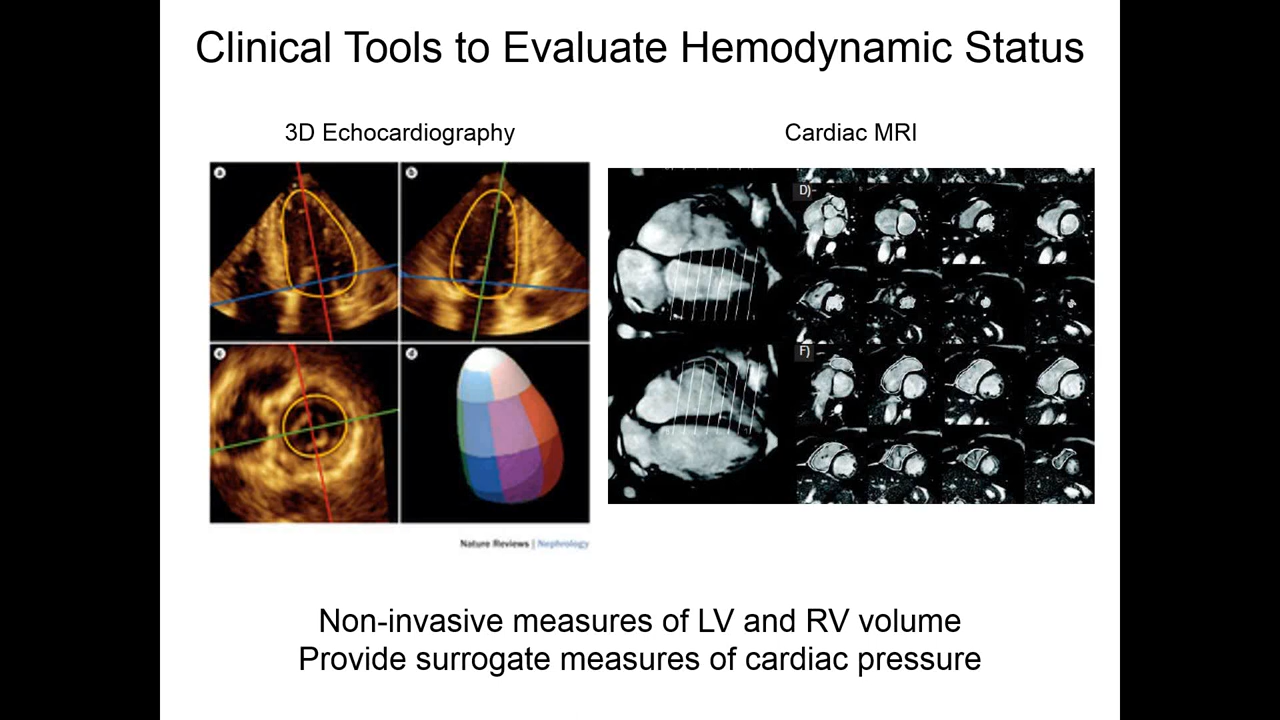 Clinical Tools to Evaluate Hemodynamic Status
3D Echocardiography
Cardiac MRI
a
b
c
d
D)
F)
Nature Reviews | Nephrology
Non-invasive measures of LV and RV volume
Provide surrogate measures of cardiac pressure